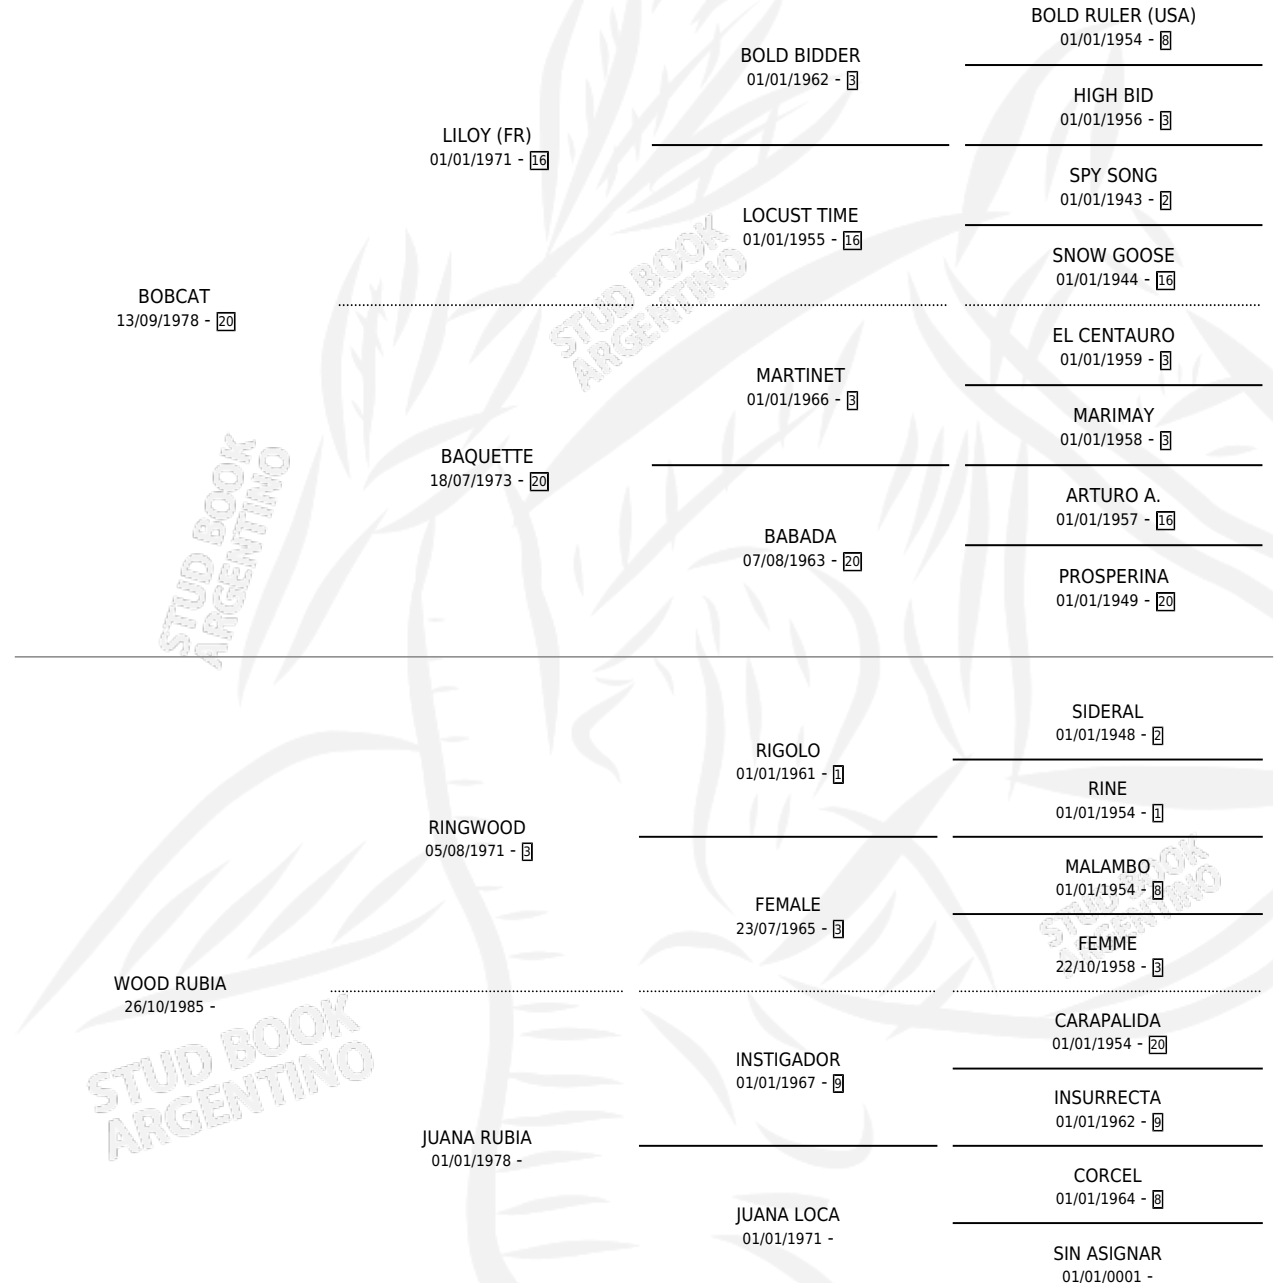 BOLD RULER (USA)
01/01/1954 - 8
BOLD BIDDER
01/01/1962 - 3
HIGH BID
01/01/1956 - 3
LILOY (FR)
01/01/1971 - 16
SPY SONG
01/01/1943 - 2
LOCUST TIME
01/01/1955 - 16
SNOW GOOSE
01/01/1944 - 16
BOBCAT
13/09/1978 - 20
EL CENTAURO
01/01/1959 - 3
MARTINET
01/01/1966 - 3
MARIMAY
01/01/1958 - 3
BAQUETTE
18/07/1973 - 20
ARTURO A.
01/01/1957 - 16
BABADA
07/08/1963 - 20
PROSPERINA
01/01/1949 - 20
SIDERAL
01/01/1948 - 2
RIGOLO
01/01/1961 - 1
RINE
01/01/1954 - 1
RINGWOOD
05/08/1971 - 3
MALAMBO
01/01/1954 - 8
FEMALE
23/07/1965 - 3
FEMME
22/10/1958 - 3
WOOD RUBIA
26/10/1985 -
CARAPALIDA
01/01/1954 - 20
INSTIGADOR
01/01/1967 - 9
INSURRECTA
01/01/1962 - 9
JUANA RUBIA
01/01/1978 -
CORCEL
01/01/1964 - 8
JUANA LOCA
01/01/1971 -
SIN ASIGNAR
01/01/0001 -
STUD BOOK
ARGENTINO
STUD BOOK
ARGENTINO
STUD BOOK
ARGENTINO
STUD BOOK
ARGENTINO